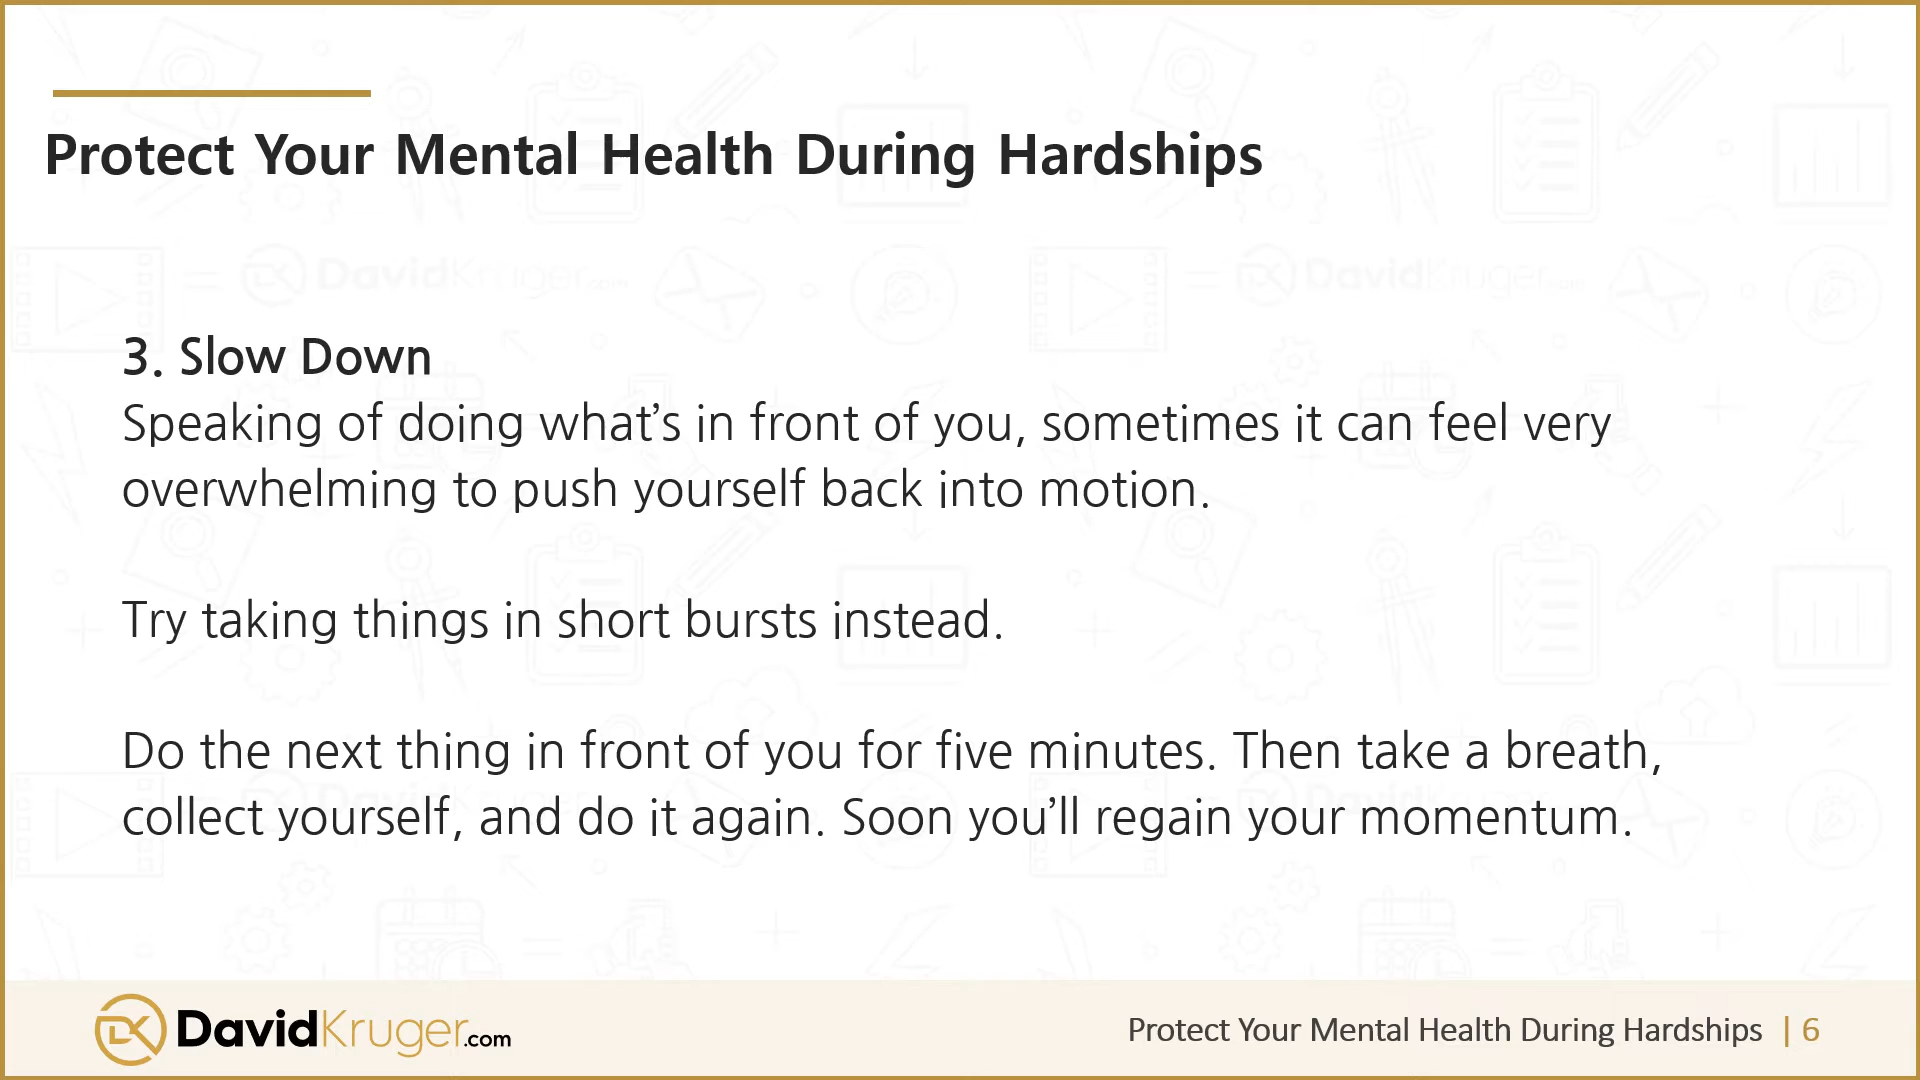 Protect Your Mental Health During Hardships
3. Slow Down
Speaking of doing what’s in front of you, sometimes it can feel very
overwhelming to push yourself back into motion.
Try taking things in short bursts instead.
Do the next thing in front of you for five minutes. Then take a breath,
collect yourself, and do it again. Soon you’ll regain your momentum.
DK DavidKruger.com
Protect Your Mental Health During Hardships | 6